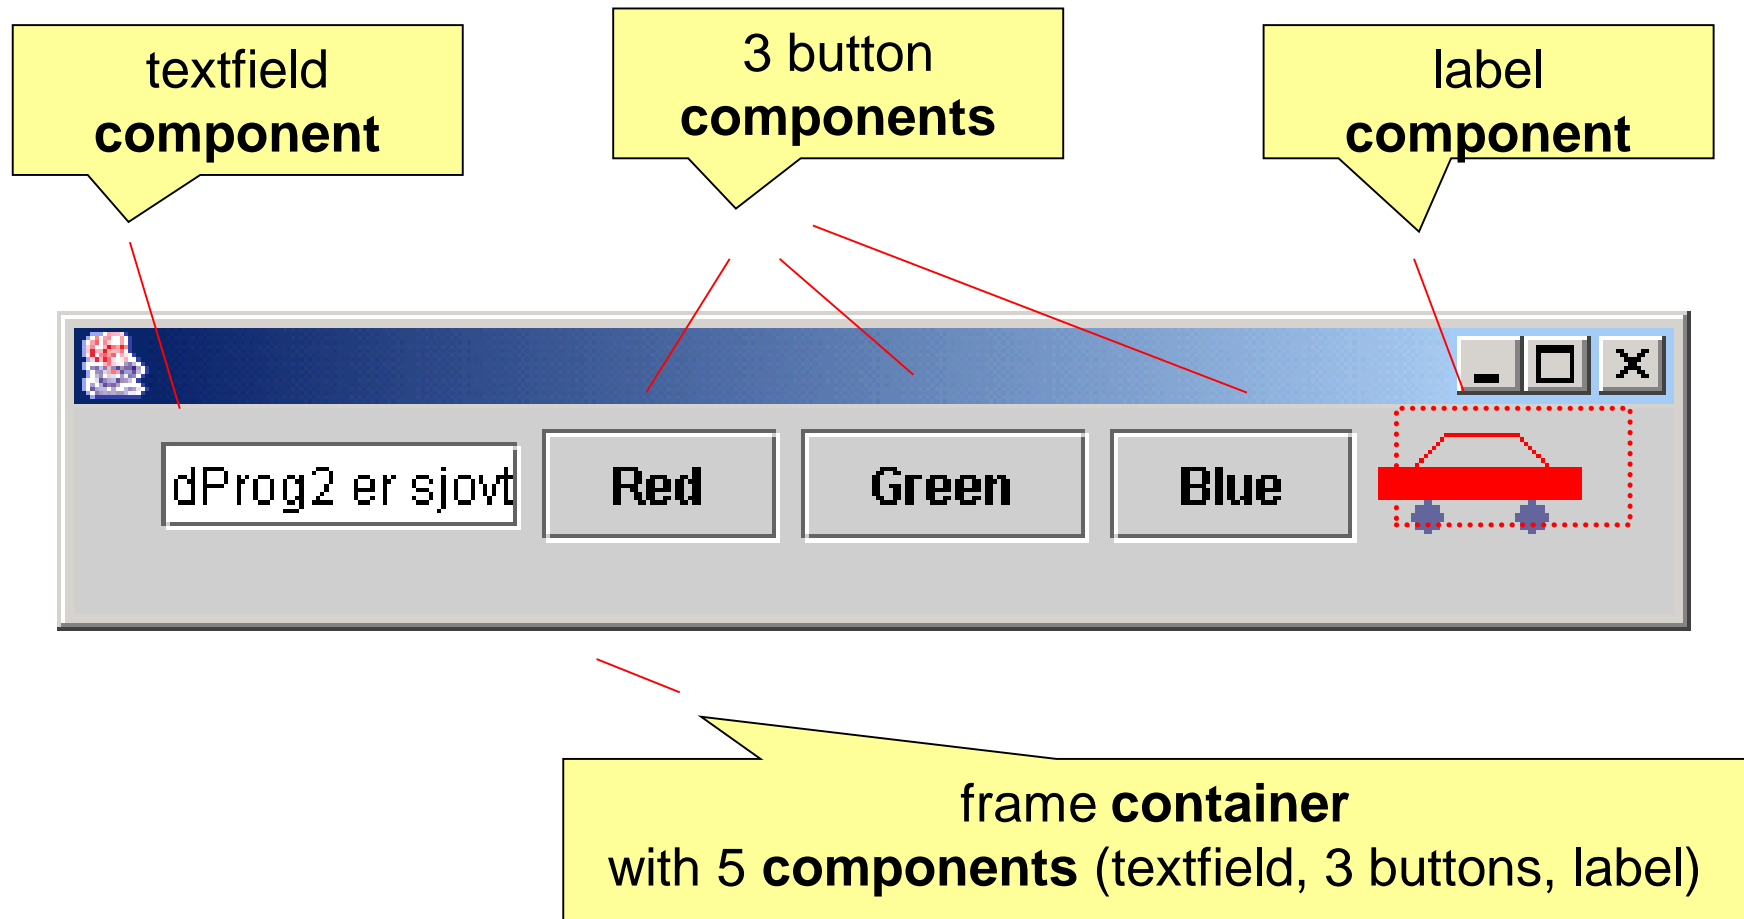 textfield
component
3 button
components
label
component
dProg2 er sjovt
Red
Green
Blue
frame container
with 5 components (textfield, 3 buttons, label)